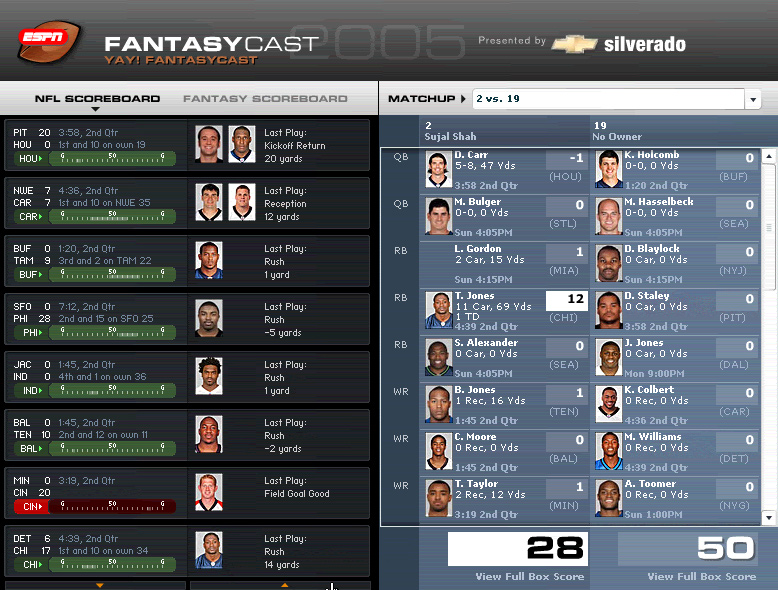 ESPN
2005
FANTASYCAST
YAY! FANTASYCAST
Presented by silverado
NFL SCOREBOARD FANTASY SCOREBOARD
MATCHUP 2 vs. 19
PIT 20 3:58, 2nd Qtr
HOU 0 1st and 10 on own 19
HOU G 50 G
Last Play:
Kickoff Return
20 yards
NWE 7 4:36, 2nd Qtr
CAR 7 1st and 10 on NWE 35
CAR G 50 G
Last Play:
Reception
12 yards
BUF 0 1:20, 2nd Qtr
TAM 9 3rd and 2 on TAM 22
BUF G 50 G
Last Play:
Rush
1 yard
SFO 0 7:12, 2nd Qtr
PHI 28 2nd and 15 on SFO 25
PHI G 50 G
Last Play:
Rush
-5 yards
JAC 0 1:45, 2nd Qtr
IND 0 4th and 1 on own 36
IND G 50 G
Last Play:
Rush
1 yard
BAL 0 1:45, 2nd Qtr
TEN 10 2nd and 12 on own 11
BAL G 50 G
Last Play:
Rush
-2 yards
MIN 0 3:19, 2nd Qtr
CIN 20
CIN G 50 G
Last Play:
Field Goal Good
DET 6 4:39, 2nd Qtr
CHI 17 1st and 10 on own 34
CHI G 50 G
Last Play:
Rush
14 yards
2 19
Sujal Shah No Owner
QB D. Carr -1 K. Holcomb 0
5-8, 47 Yds 0-0, 0 Yds
(HOU) (BUF)
3:58 2nd Qtr 1:20 2nd Qtr
QB M. Bulger 0 M. Hasselbeck 0
0-0, 0 Yds 0-0, 0 Yds
(STL) (SEA)
Sun 4:05PM Sun 4:05PM
RB L. Gordon 1 D. Blaylock 0
2 Car, 15 Yds 0 Car, 0 Yds
(MIA) (NYJ)
Sun 4:15PM Sun 4:15PM
RB T. Jones 12 D. Staley 0
11 Car, 69 Yds 0 Car, 0 Yds
1 TD (CHI) (PIT)
4:39 2nd Qtr 3:58 2nd Qtr
RB S. Alexander 0 J. Jones 0
0 Car, 0 Yds 0 Car, 0 Yds
(SEA) (DAL)
Sun 4:05PM Mon 9:00PM
WR B. Jones 1 K. Colbert 0
1 Rec, 16 Yds 0 Rec, 0 Yds
(TEN) (CAR)
1:45 2nd Qtr 4:36 2nd Qtr
WR C. Moore 0 M. Williams 0
0 Rec, 0 Yds 0 Rec, 0 Yds
(BAL) (DET)
1:45 2nd Qtr 4:39 2nd Qtr
WR T. Taylor 1 A. Toomer 0
2 Rec, 12 Yds 0 Rec, 0 Yds
(MIN) (NYG)
3:19 2nd Qtr Sun 1:00PM
28 50
View Full Box Score View Full Box Score